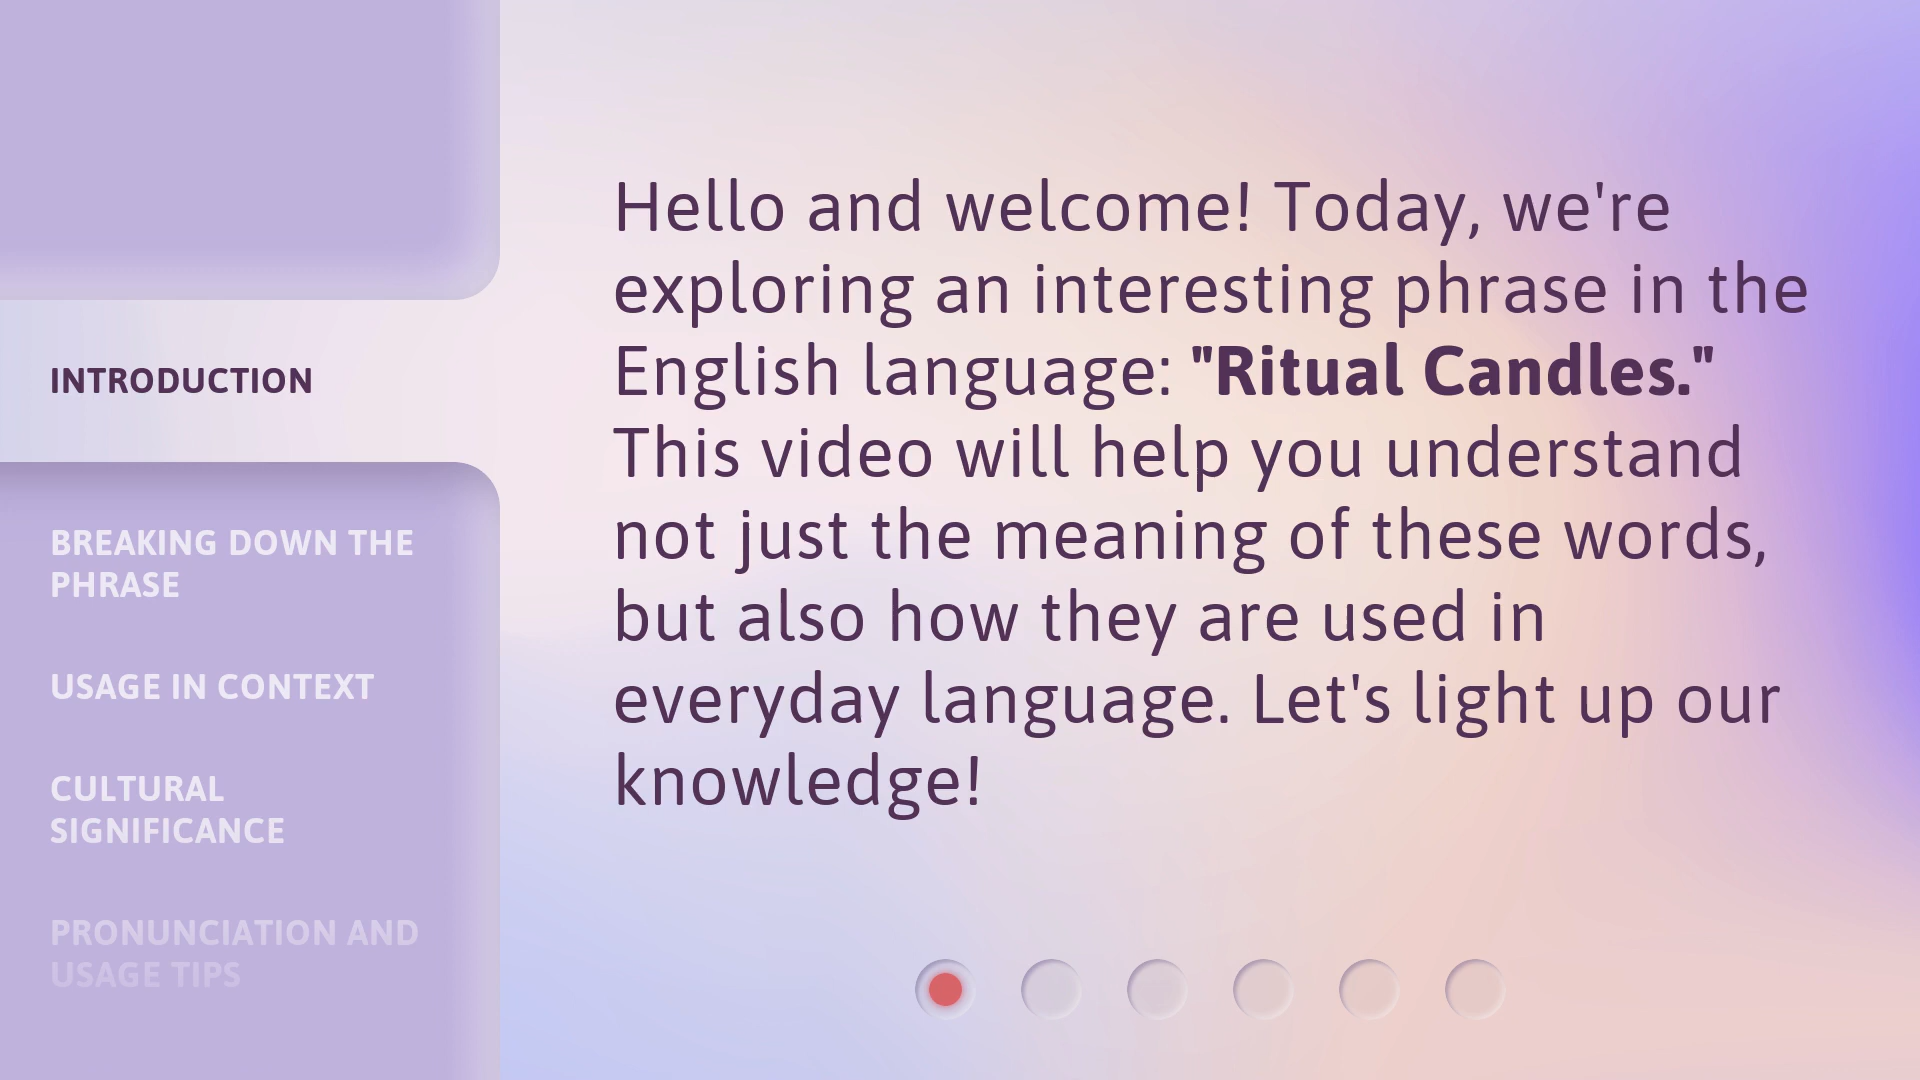 INTRODUCTION
BREAKING DOWN THE
PHRASE
USAGE IN CONTEXT
CULTURAL
SIGNIFICANCE
PRONUNCIATION AND
USAGE TIPS
Hello and welcome! Today, we're
exploring an interesting phrase in the
English language: "Ritual Candles."
This video will help you understand
not just the meaning of these words,
but also how they are used in
everyday language. Let's light up our
knowledge!